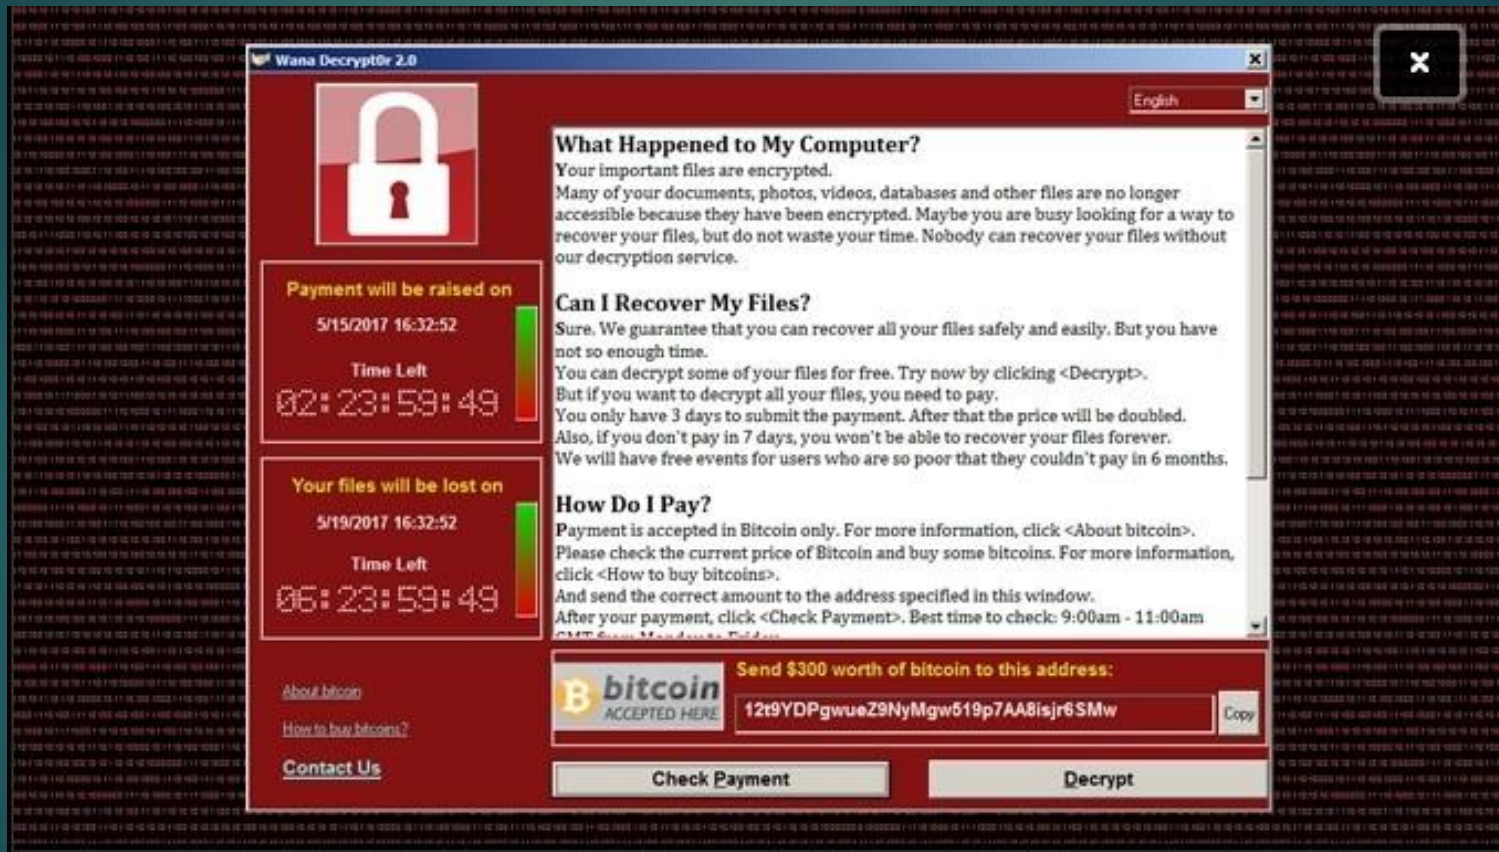 Wana Decrypt0r 2.0
English
Payment will be raised on
5/15/2017 16:32:52
Time Left
02:23:59:49
Your files will be lost on
5/19/2017 16:32:52
Time Left
06:23:59:49
About bitcoin
How to buy bitcoins?
Contact Us
What Happened to My Computer?
Your important files are encrypted.
Many of your documents, photos, videos, databases and other files are no longer
accessible because they have been encrypted. Maybe you are busy looking for a way to
recover your files, but do not waste your time. Nobody can recover your files without
our decryption service.
Can I Recover My Files?
Sure. We guarantee that you can recover all your files safely and easily. But you have
not so enough time.
You can decrypt some of your files for free. Try now by clicking <Decrypt>.
But if you want to decrypt all your files, you need to pay.
You only have 3 days to submit the payment. After that the price will be doubled.
Also, if you don't pay in 7 days, you won't be able to recover your files forever.
We will have free events for users who are so poor that they couldn't pay in 6 months.
How Do I Pay?
Payment is accepted in Bitcoin only. For more information, click <About bitcoin>.
Please check the current price of Bitcoin and buy some bitcoins. For more information,
click <How to buy bitcoins>.
And send the correct amount to the address specified in this window.
After your payment, click <Check Payment>. Best time to check: 9:00am - 11:00am
GMT from Monday to Friday.
bitcoin
ACCEPTED HERE
Send $300 worth of bitcoin to this address:
12t9YDPgwueZ9NyMgw519p7AA8isjr6SMw
Copy
Check Payment
Decrypt